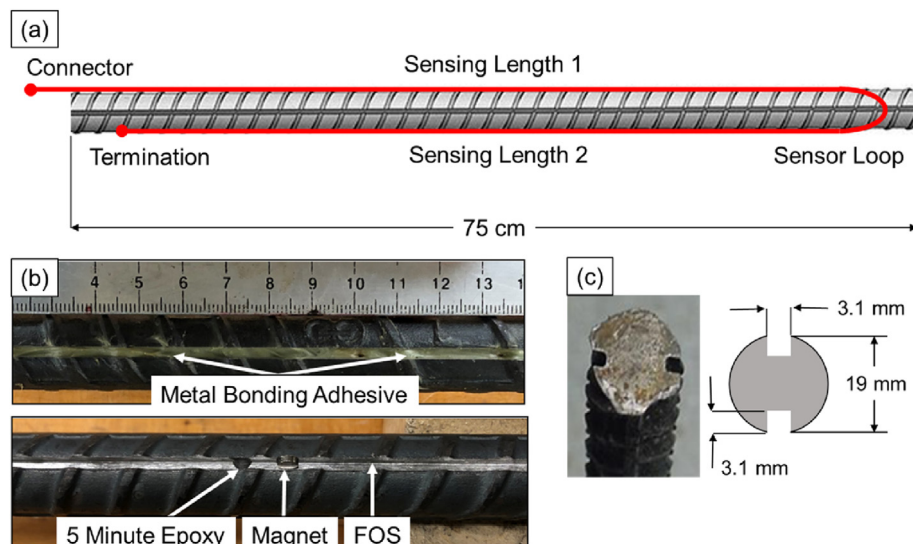 (a)
Connector
Sensing Length 1
Termination
Sensing Length 2
Sensor Loop
75 cm
(b)
4 5 6 7 8 9 10 11 12 13
Metal Bonding Adhesive
5 Minute Epoxy Magnet FOS
(c)
3.1 mm
19 mm
3.1 mm